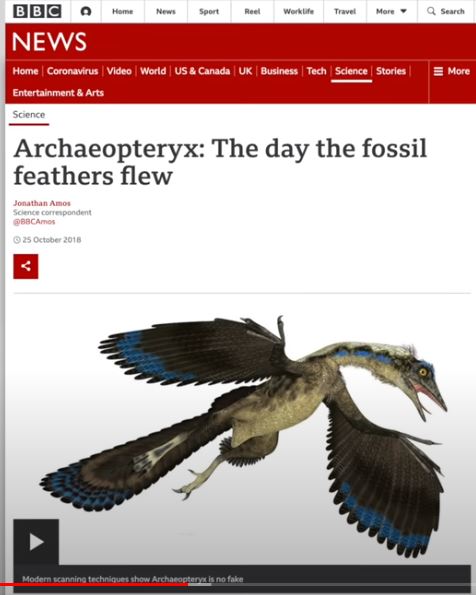 BBC Home News Sport Reel Worklife Travel More Search
NEWS
Home Coronavirus Video World US & Canada UK Business Tech Science Stories More
Entertainment & Arts
Science
Archaeopteryx: The day the fossil
feathers flew
Jonathan Amos
Science correspondent
@BBCAmos
25 October 2018
Modern scanning techniques show Archaeopteryx is no fake